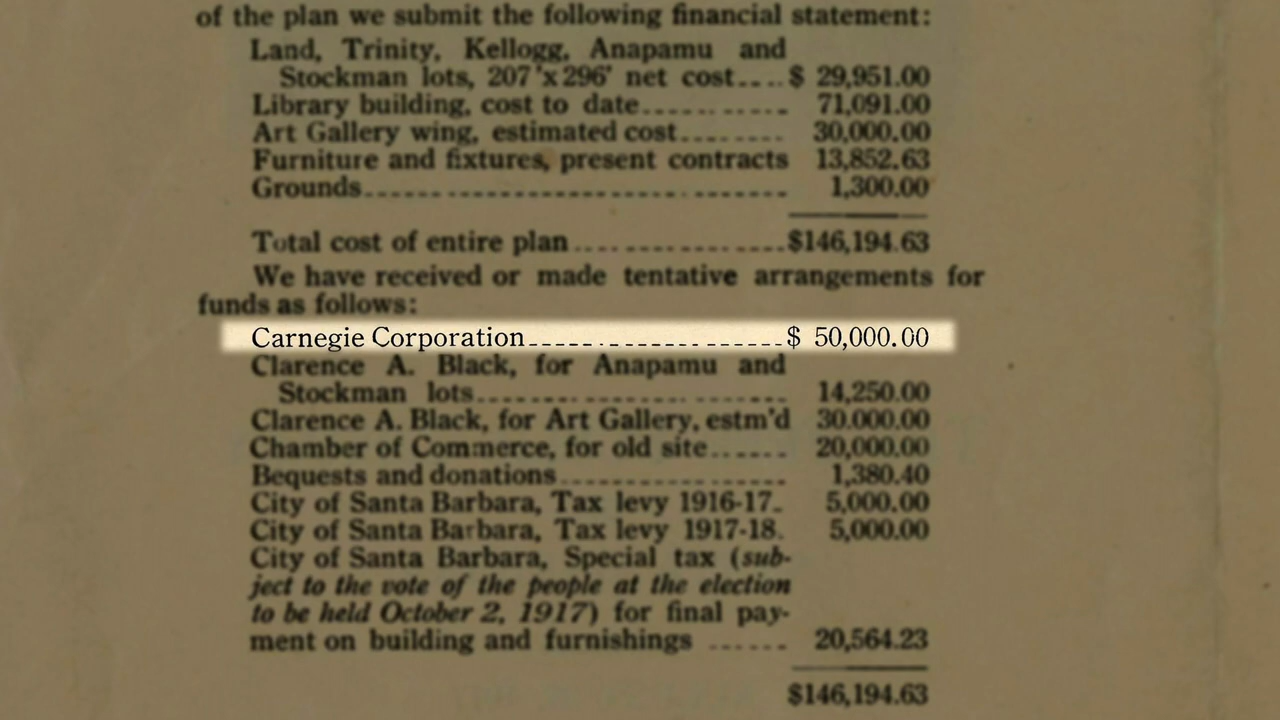 of the plan we submit the following financial statement:
Land, Trinity, Kellogg, Anapamu and
Stockman lots, 207'x296' net cost....$ 29,951.00
Library building, cost to date............... 71,091.00
Art Gallery wing, estimated cost......... 30,000.00
Furniture and fixtures, present contracts 13,852.63
Grounds............................................. 1,300.00
Total cost of entire plan......................$146,194.63
We have received or made tentative arrangements for
funds as follows:
Carnegie Corporation..........................$ 50,000.00
Clarence A. Black, for Anapamu and
Stockman lots................................ 14,250.00
Clarence A. Black, for Art Gallery, estm'd 30.000.00
Chamber of Commerce, for old site....... 20,000.00
Bequests and donations....................... 1,380.40
City of Santa Barbara, Tax levy 1916-17. 5,000.00
City of Santa Barbara, Tax levy 1917-18. 5,000.00
City of Santa Barbara, Special tax (sub-
ject to the vote of the people at the election
to be held October 2, 1917) for final pay-
ment on building and furnishings ...... 20,564.23
$146,194.63